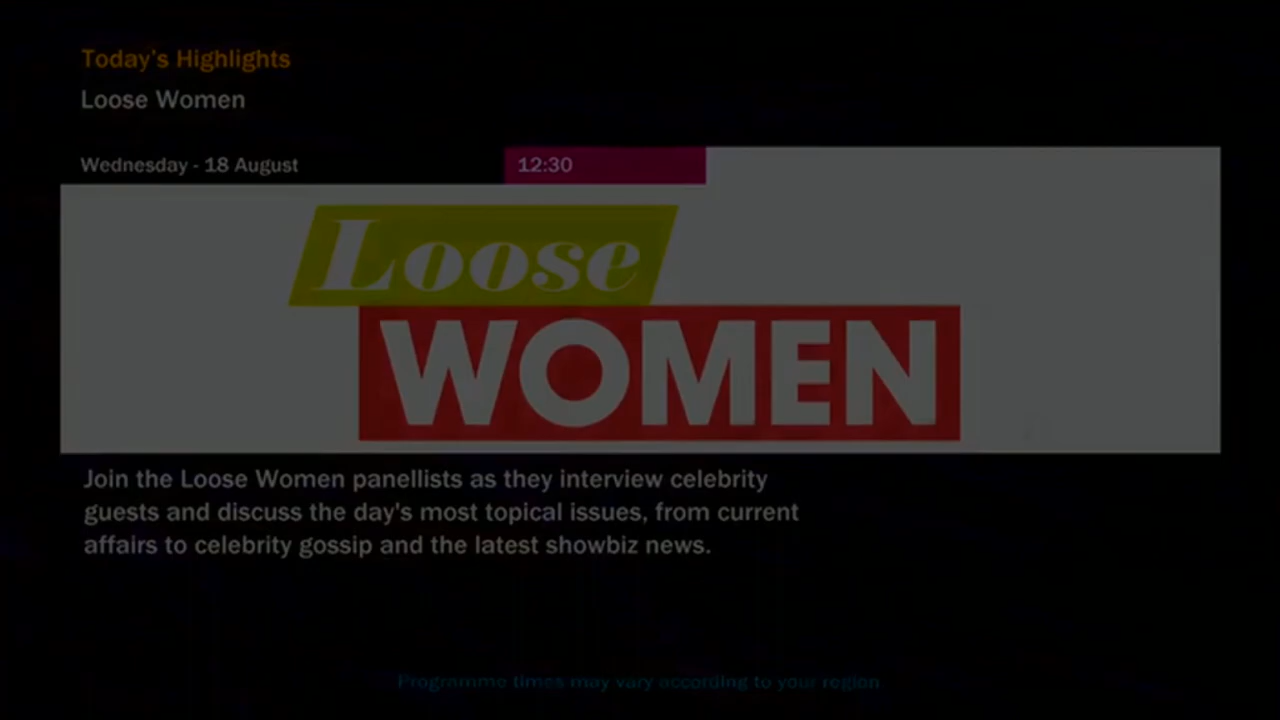 Today's Highlights
Loose Women
Wednesday - 18 August
12:30
Loose
WOMEN
Join the Loose Women panellists as they interview celebrity
guests and discuss the day's most topical issues, from current
affairs to celebrity gossip and the latest showbiz news.
Programme times may vary according to your region